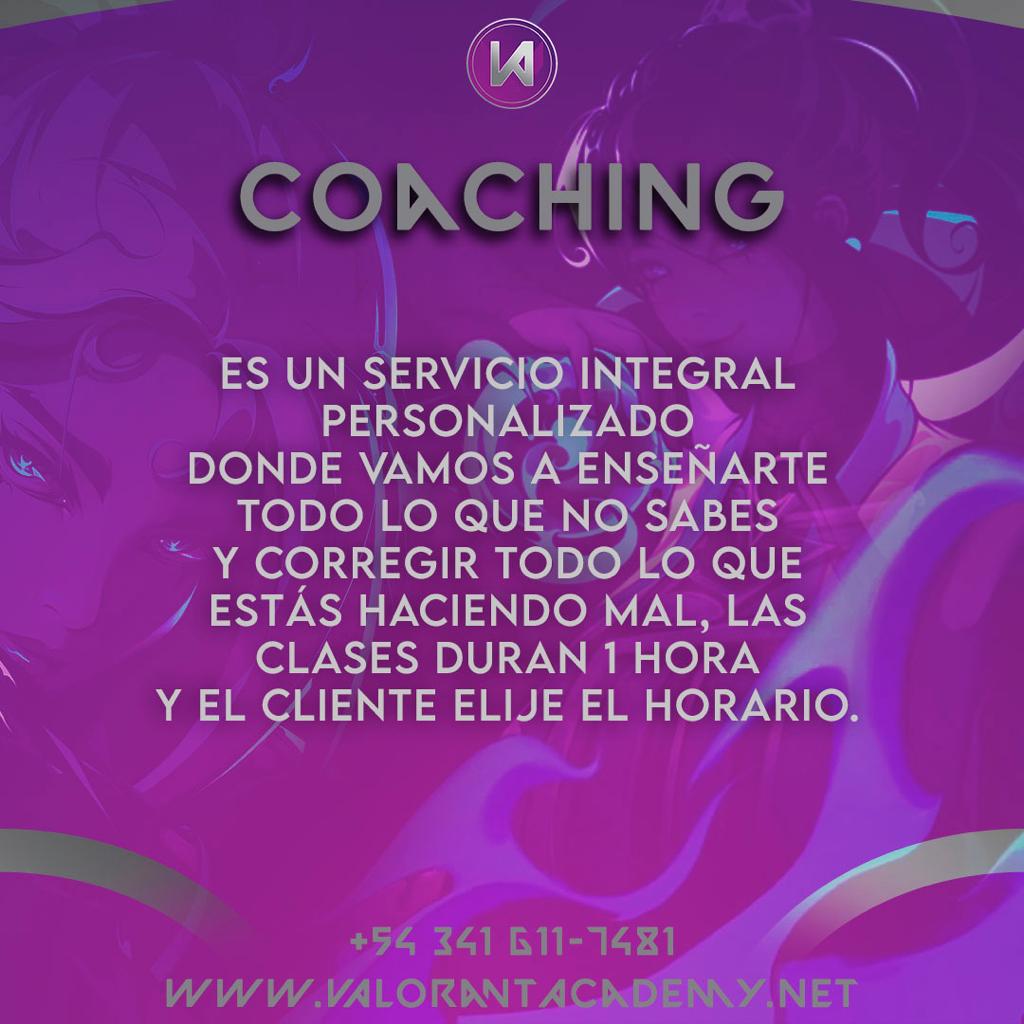 VA
COACHING
ES UN SERVICIO INTEGRAL
PERSONALIZADO
DONDE VAMOS A ENSEÑARTE
TODO LO QUE NO SABES
Y CORREGIR TODO LO QUE
ESTÁS HACIENDO MAL, LAS
CLASES DURAN 1 HORA
Y EL CLIENTE ELIJE EL HORARIO.
+54 341 611-7481
WWW.VALORANTACADEMY.NET